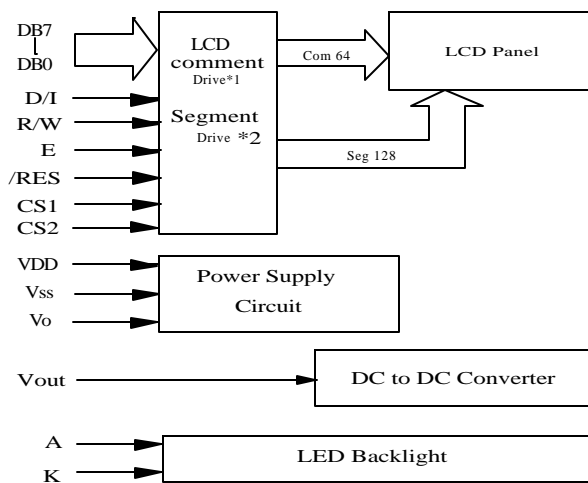 DB7
DB0
D/I
R/W
E
/RES
CS1
CS2
LCD
comment
Drive*1
Segment
Drive *2
Com 64
LCD Panel
Seg 128
VDD
Vss
Vo
Power Supply
Circuit
Vout
DC to DC Converter
A
K
LED Backlight